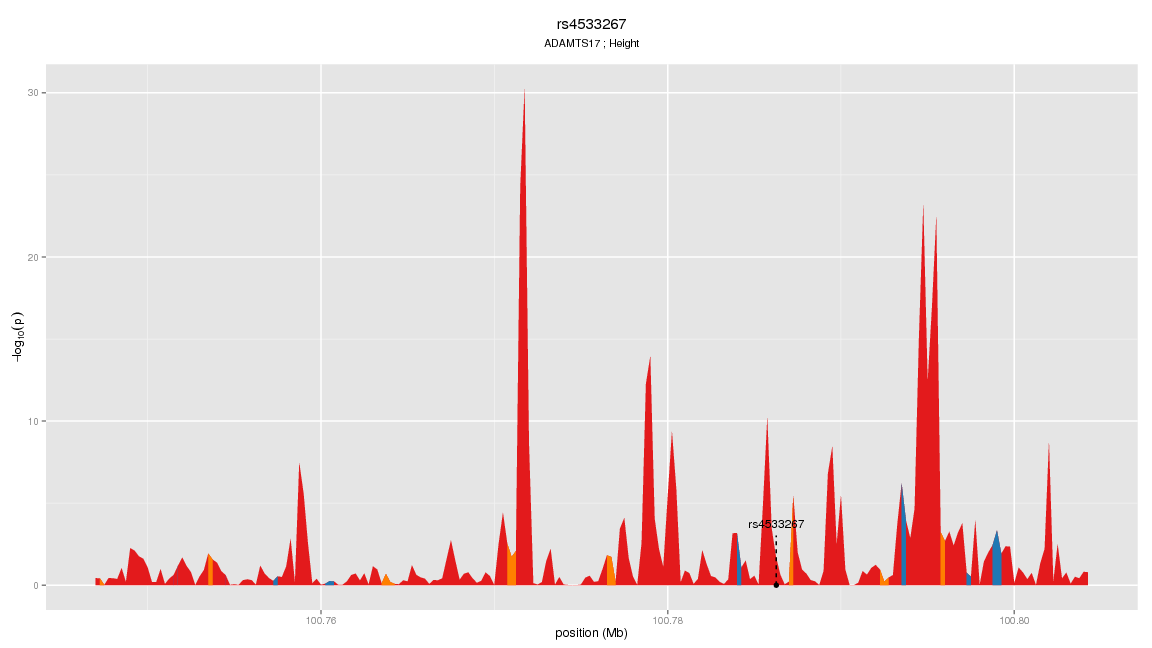 rs4533267
ADAMTS17 ; Height
30
20
10
0
−log10(p)
rs4533267
100.76
100.78
100.80
position (Mb)